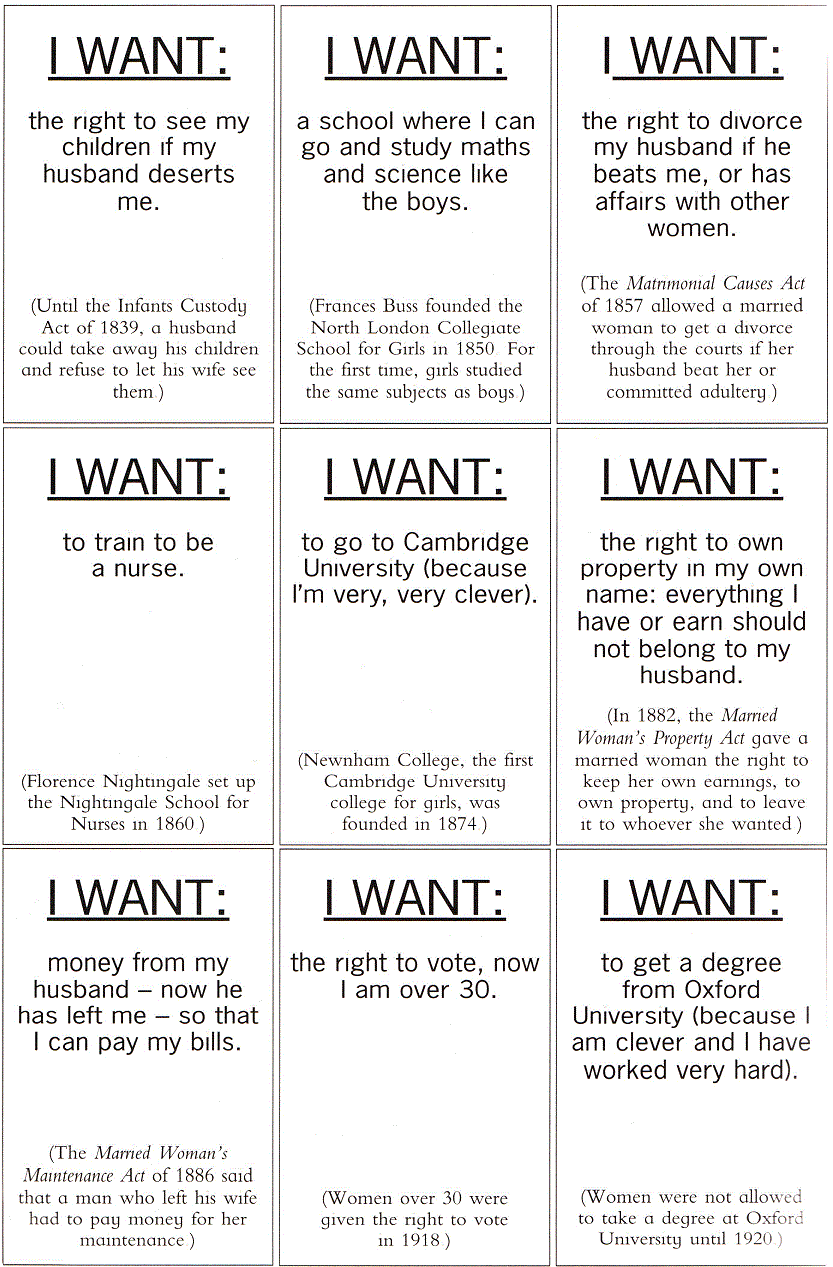 I WANT:
the right to see my
children if my
husband deserts
me.
(Until the Infants Custody
Act of 1839, a husband
could take away his children
and refuse to let his wife see
them.)
I WANT:
a school where I can
go and study maths
and science like
the boys.
(Frances Buss founded the
North London Collegiate
School for Girls in 1850. For
the first time, girls studied
the same subjects as boys.)
I WANT:
the right to divorce
my husband if he
beats me, or has
affairs with other
women.
(The Matrimonial Causes Act
of 1857 allowed a married
woman to get a divorce
through the courts if her
husband beat her or
committed adultery.)
I WANT:
to train to be
a nurse.
(Florence Nightingale set up
the Nightingale School for
Nurses in 1860.)
I WANT:
to go to Cambridge
University (because
I'm very, very clever).
(Newnham College, the first
Cambridge University
college for girls, was
founded in 1874.)
I WANT:
the right to own
property in my own
name: everything I
have or earn should
not belong to my
husband.
(In 1882, the Married
Woman's Property Act gave a
married woman the right to
keep her own earnings, to
own property, and to leave
it to whoever she wanted.)
I WANT:
money from my
husband – now he
has left me – so that
I can pay my bills.
(The Married Woman's
Maintenance Act of 1886 said
that a man who left his wife
had to pay money for her
maintenance.)
I WANT:
the right to vote, now
I am over 30.
(Women over 30 were
given the right to vote
in 1918.)
I WANT:
to get a degree
from Oxford
University (because I
am clever and I have
worked very hard).
(Women were not allowed
to take a degree at Oxford
University until 1920.)